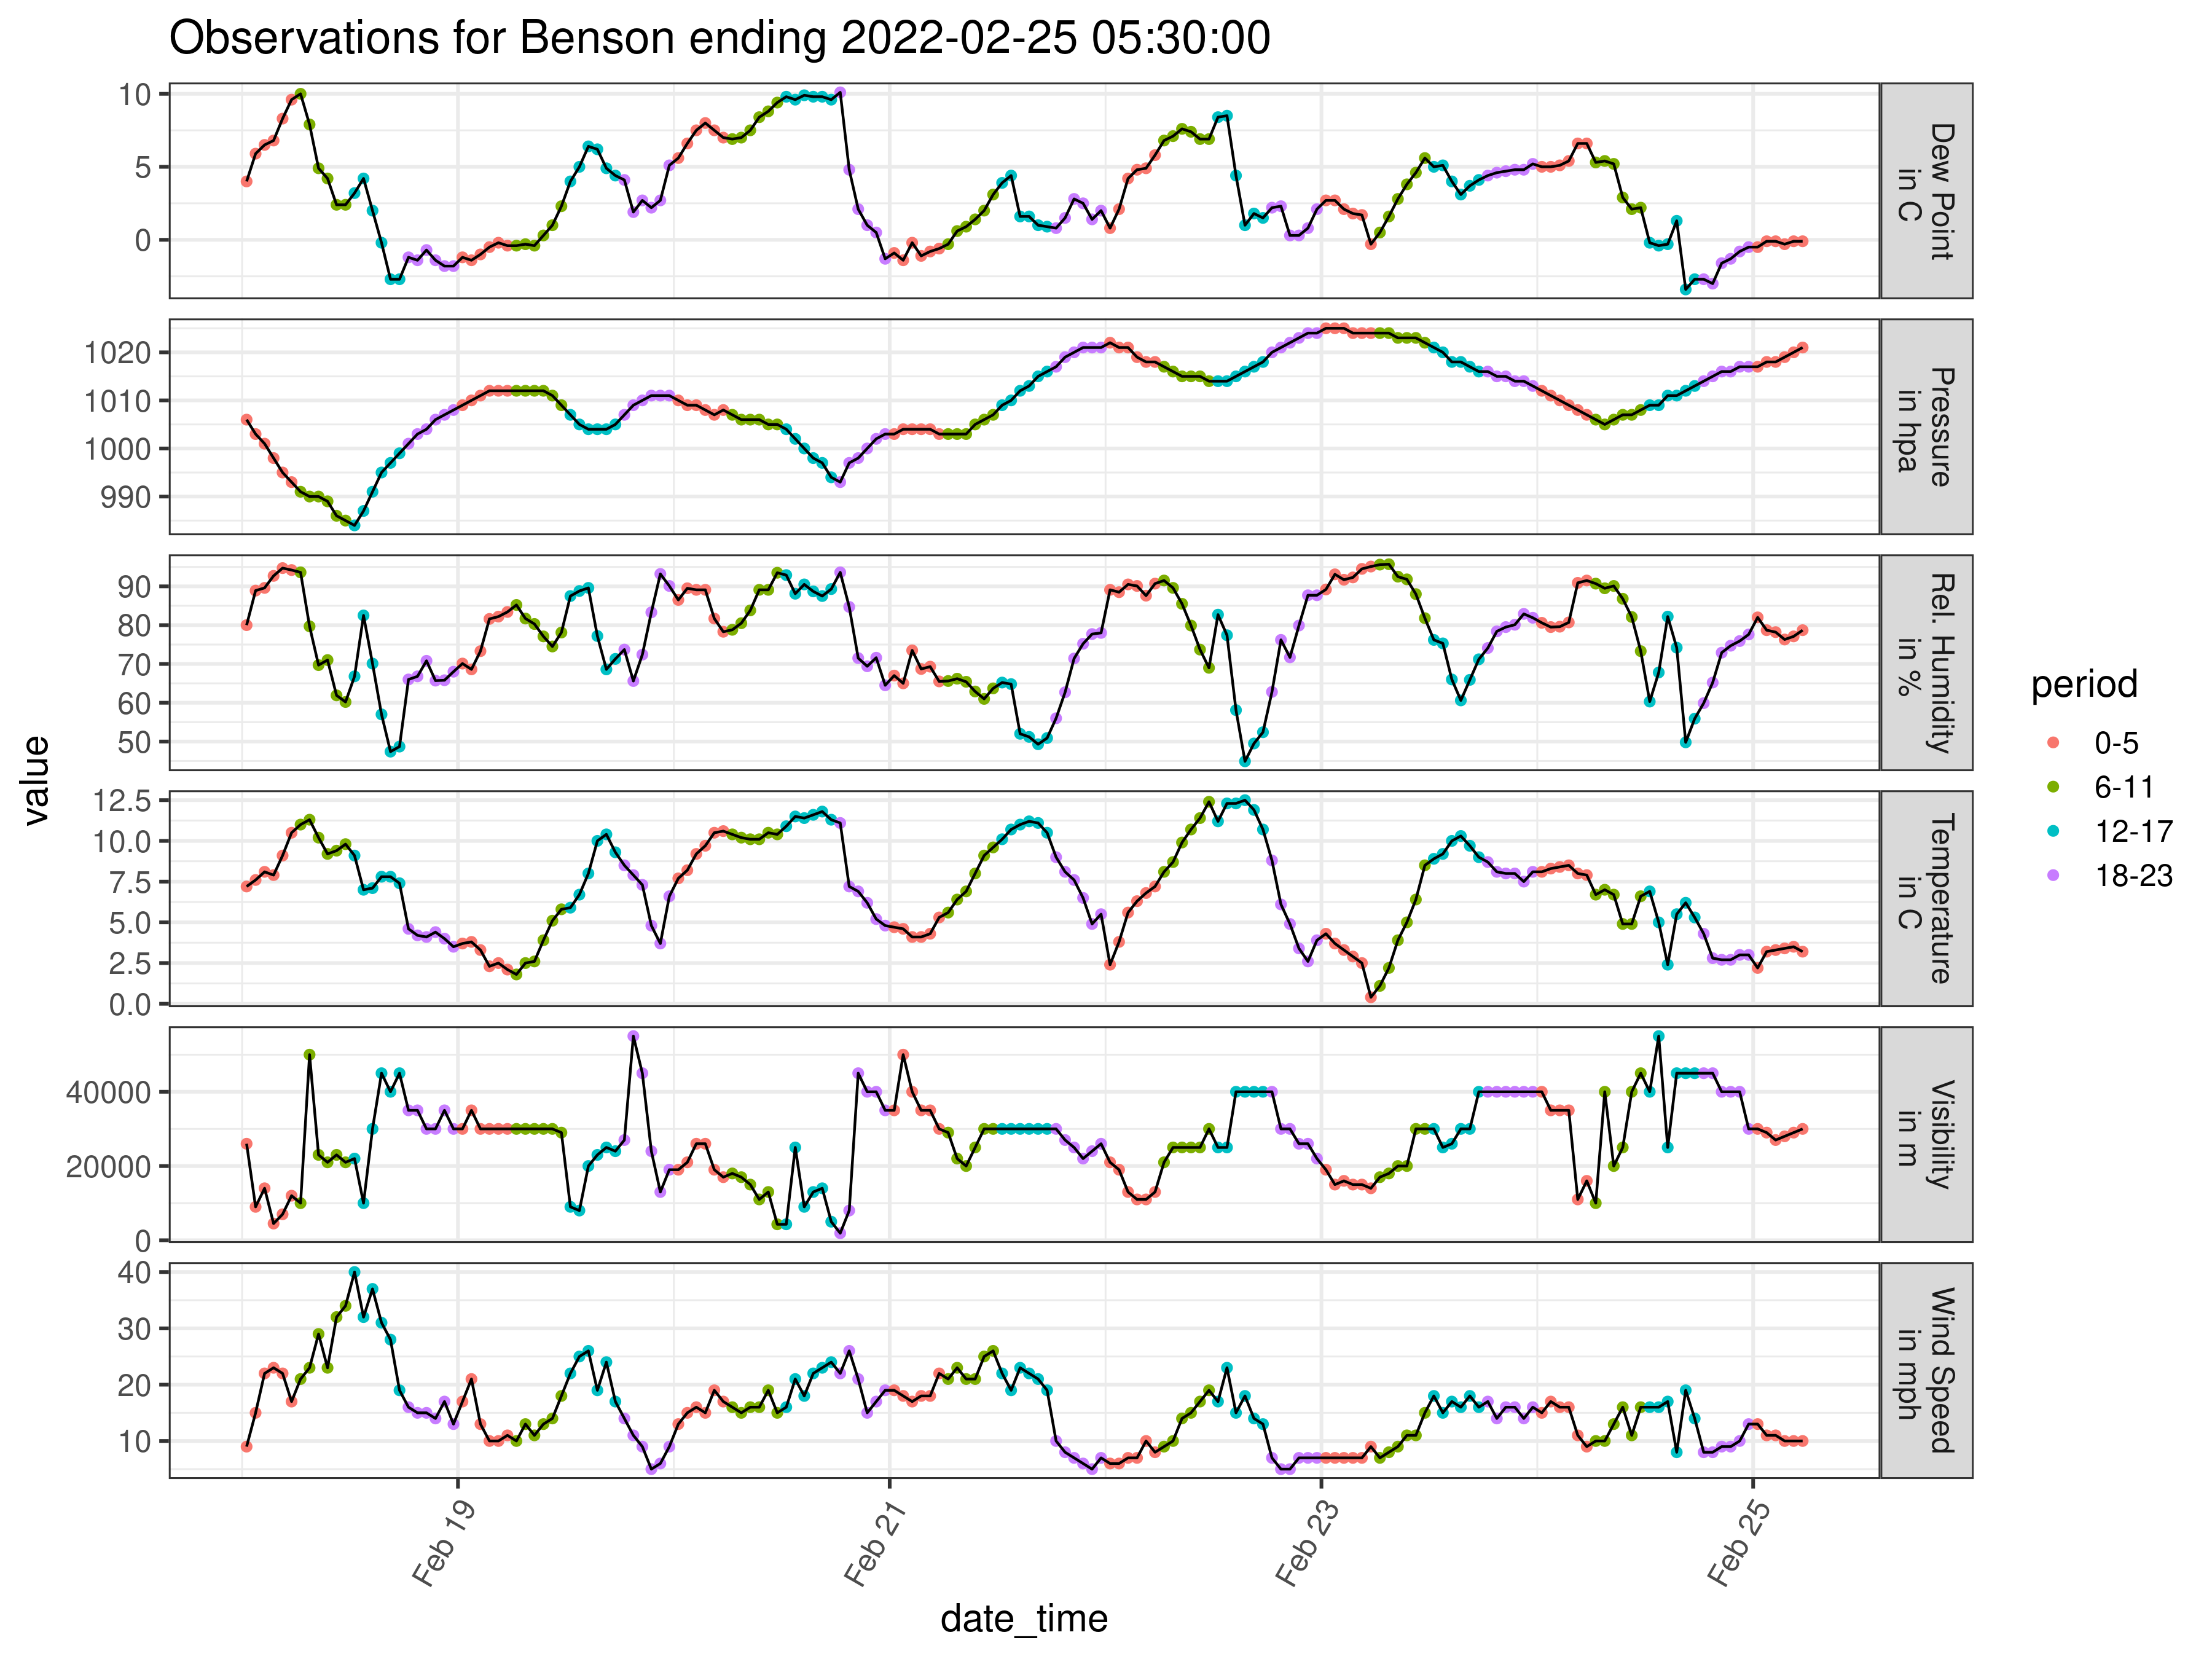 Observations for Benson ending 2022-02-25 05:30:00
value
10
5
0
Dew Point
in C
1020
1010
1000
990
Pressure
in hpa
90
80
70
60
50
Rel. Humidity
in %
12.5
10.0
7.5
5.0
2.5
0.0
Temperature
in C
40000
20000
0
Visibility
in m
40
30
20
10
Wind Speed
in mph
Feb 19
Feb 21
Feb 23
Feb 25
date_time
period
0-5
6-11
12-17
18-23